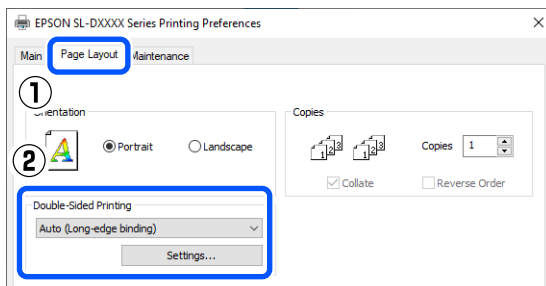 EPSON SL-DXXXX Series Printing Preferences
Main Page Layout Maintenance
1
Orientation Copies
2
Portrait Landscape Copies 1
Collate Reverse Order
Double-Sided Printing
Auto (Long-edge binding)
Settings...